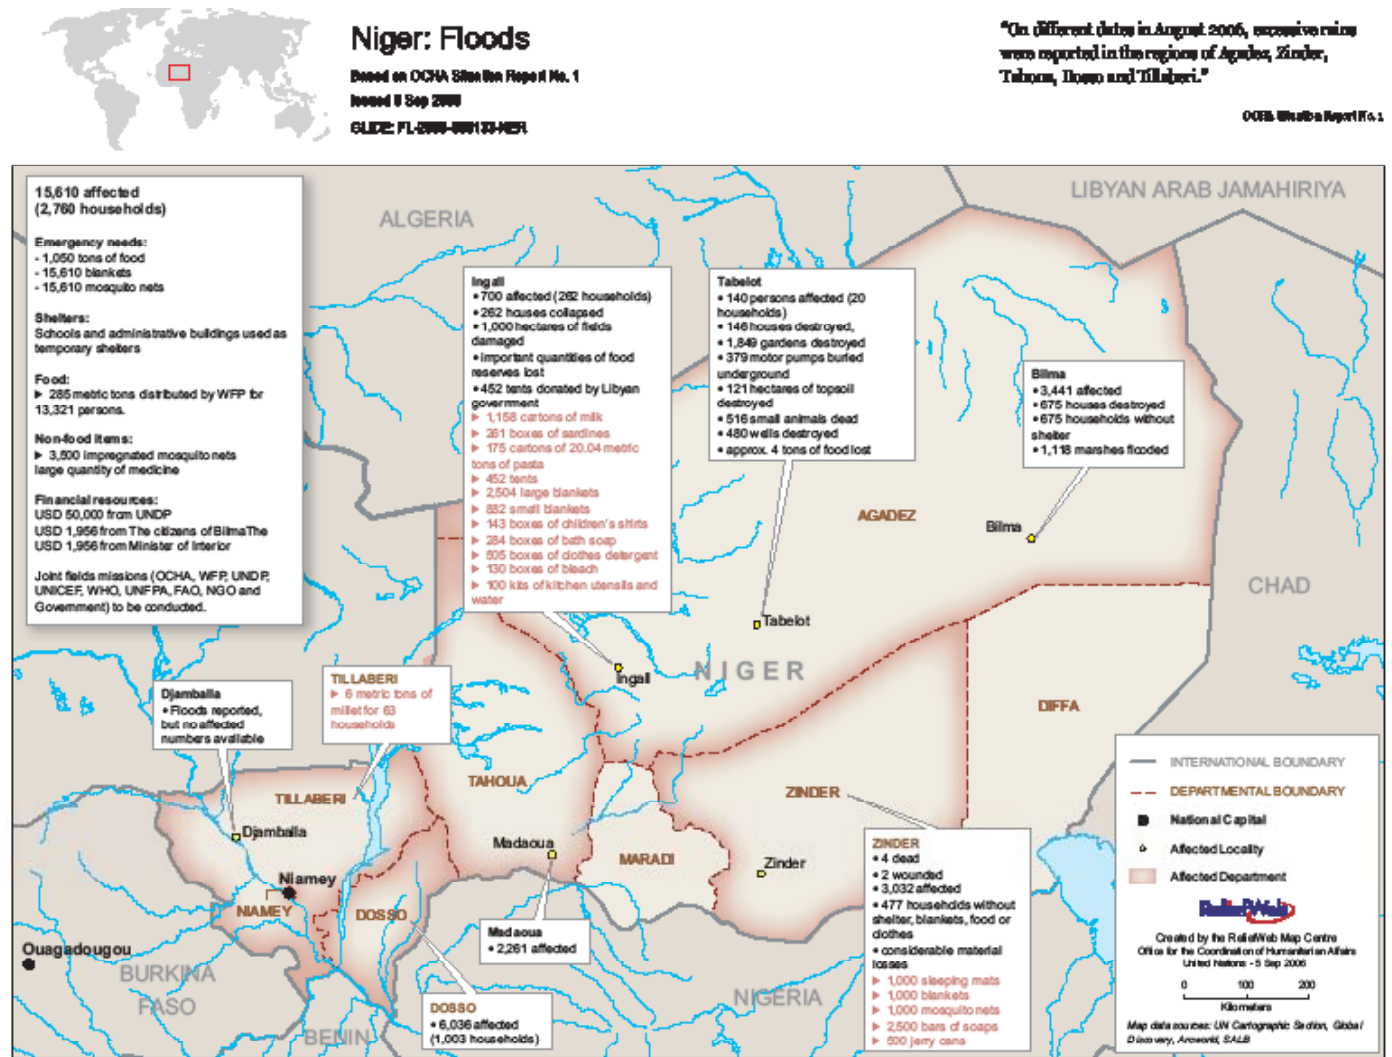 Niger: Floods
Based on OCHA Situation Report No. 1
Issued 5 Sep 2006
GLIDE: FL-2006-000133-NER
"On different dates in August 2006, excessive rains
were reported in the regions of Agadez, Zinder,
Tahoua, Dosso and Tillaberi."
OCHA Situation Report No. 1
15,610 affected
(2,760 households)
Emergency needs:
- 1,050 tons of food
- 15,610 blankets
- 15,610 mosquito nets
Shelters:
Schools and administrative buildings used as
temporary shelters
Food:
► 285 metric tons distributed by WFP for
13,321 persons.
Non-food items:
► 3,500 impregnated mosquito nets
large quantity of medicine
Financial resources:
USD 50,000 from UNDP
USD 1,956 from The citizens of BilmaThe
USD 1,956 from Minister of Interior
Joint fields missions (OCHA, WFP, UNDP,
UNICEF, WHO, UNFPA, FAO, NGO and
Government) to be conducted.
ALGERIA
LIBYAN ARAB JAMAHIRIYA
Ingall
• 700 affected (262 households)
• 262 houses collapsed
• 1,000 hectares of fields
damaged
• important quantities of food
reserves lost
• 452 tents donated by Libyan
government
► 1,158 cartons of milk
► 261 boxes of sardines
► 175 cartons of 20.04 metric
tons of pasta
► 452 tents
► 2,504 large blankets
► 882 small blankets
► 143 boxes of children's shirts
► 284 boxes of bath soap
► 505 boxes of clothes detergent
► 130 boxes of bleach
► 100 kits of kitchen utensils and
water
Tabelot
• 140 persons affected (20
households)
• 146 houses destroyed,
• 1,849 gardens destroyed
• 379 motor pumps buried
underground
• 121 hectares of topsoil
destroyed
• 516 small animals dead
• 480 wells destroyed
• approx. 4 tons of food lost
Bilma
• 3,441 affected
• 675 houses destroyed
• 675 households without
shelter
• 1,118 marshes flooded
AGADEZ
Bilma
CHAD
Tabelot
NIGER
Ingall
DIFFA
Djamballa
• Floods reported,
but no affected
numbers available
TILLABERI
► 6 metric tons of
millet for 63
households
TAHOUA
TILLABERI
ZINDER
Djamballa
Madaoua
MARADI
Zinder
Niamey
NIAMEY
DOSSO
Ouagadougou
BURKINA
FASO
BENIN
NIGERIA
Madaoua
• 2,261 affected
DOSSO
• 6,036 affected
(1,003 households)
ZINDER
• 4 dead
• 2 wounded
• 3,032 affected
• 477 households without
shelter, blankets, food or
clothes
• considerable material
losses
► 1,000 sleeping mats
► 1,000 blankets
► 1,000 mosquito nets
► 2,500 bars of soaps
► 500 jerry cans
INTERNATIONAL BOUNDARY
DEPARTMENTAL BOUNDARY
National Capital
Affected Locality
Affected Department
ReliefWeb
Created by the ReliefWeb Map Centre
Office for the Coordination of Humanitarian Affairs
United Nations - 5 Sep 2006
0 100 200
Kilometers
Map data sources: UN Cartographic Section, Global
Discovery, Arcworld, SALB